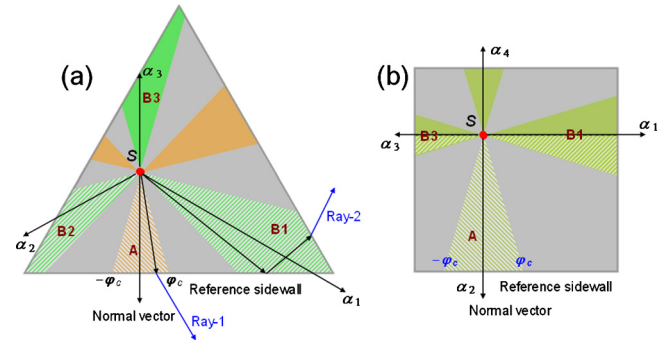 (a)
α₃
B3
S
α₂
B2
A
B1
Ray-2
-φc
φc
Reference sidewall
α₁
Normal vector
Ray-1
(b)
α₄
S
α₁
B3
B1
α₃
A
-φc
φc
α₂
Reference sidewall
Normal vector